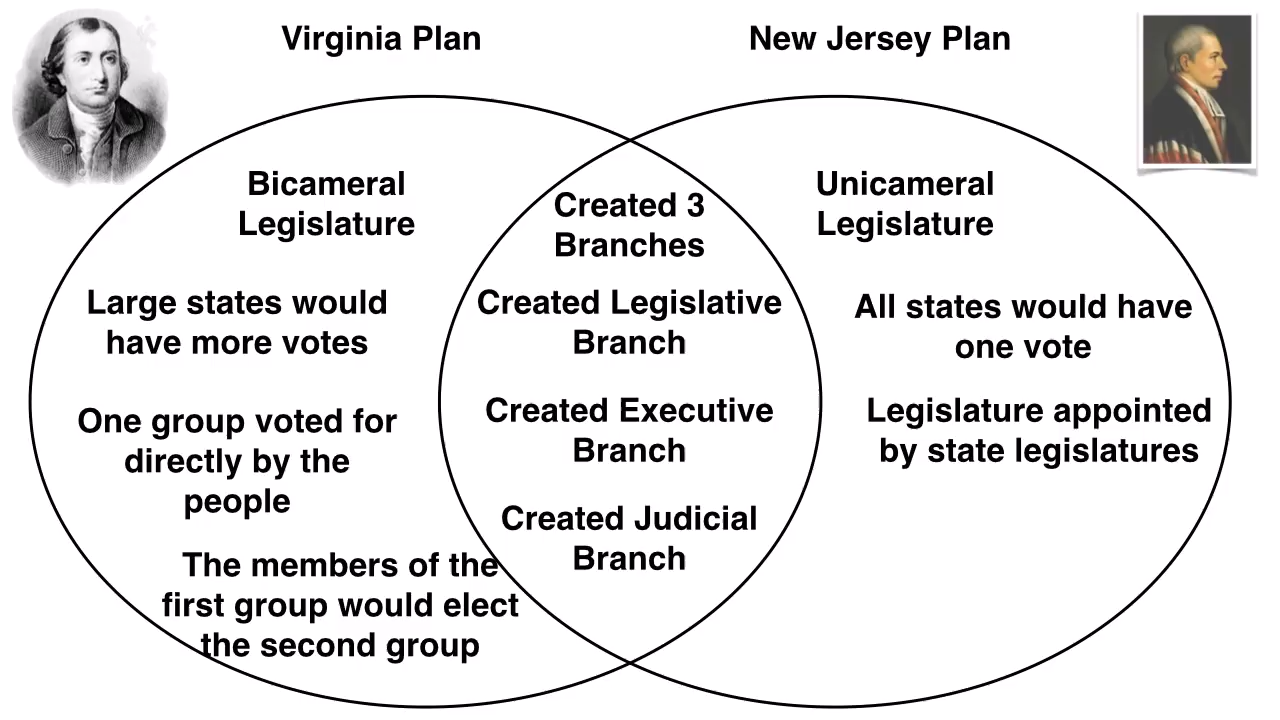 Virginia Plan
New Jersey Plan
Bicameral
Legislature
Large states would
have more votes
One group voted for
directly by the
people
The members of the
first group would elect
the second group
Created 3
Branches
Created Legislative
Branch
Created Executive
Branch
Created Judicial
Branch
Unicameral
Legislature
All states would have
one vote
Legislature appointed
by state legislatures